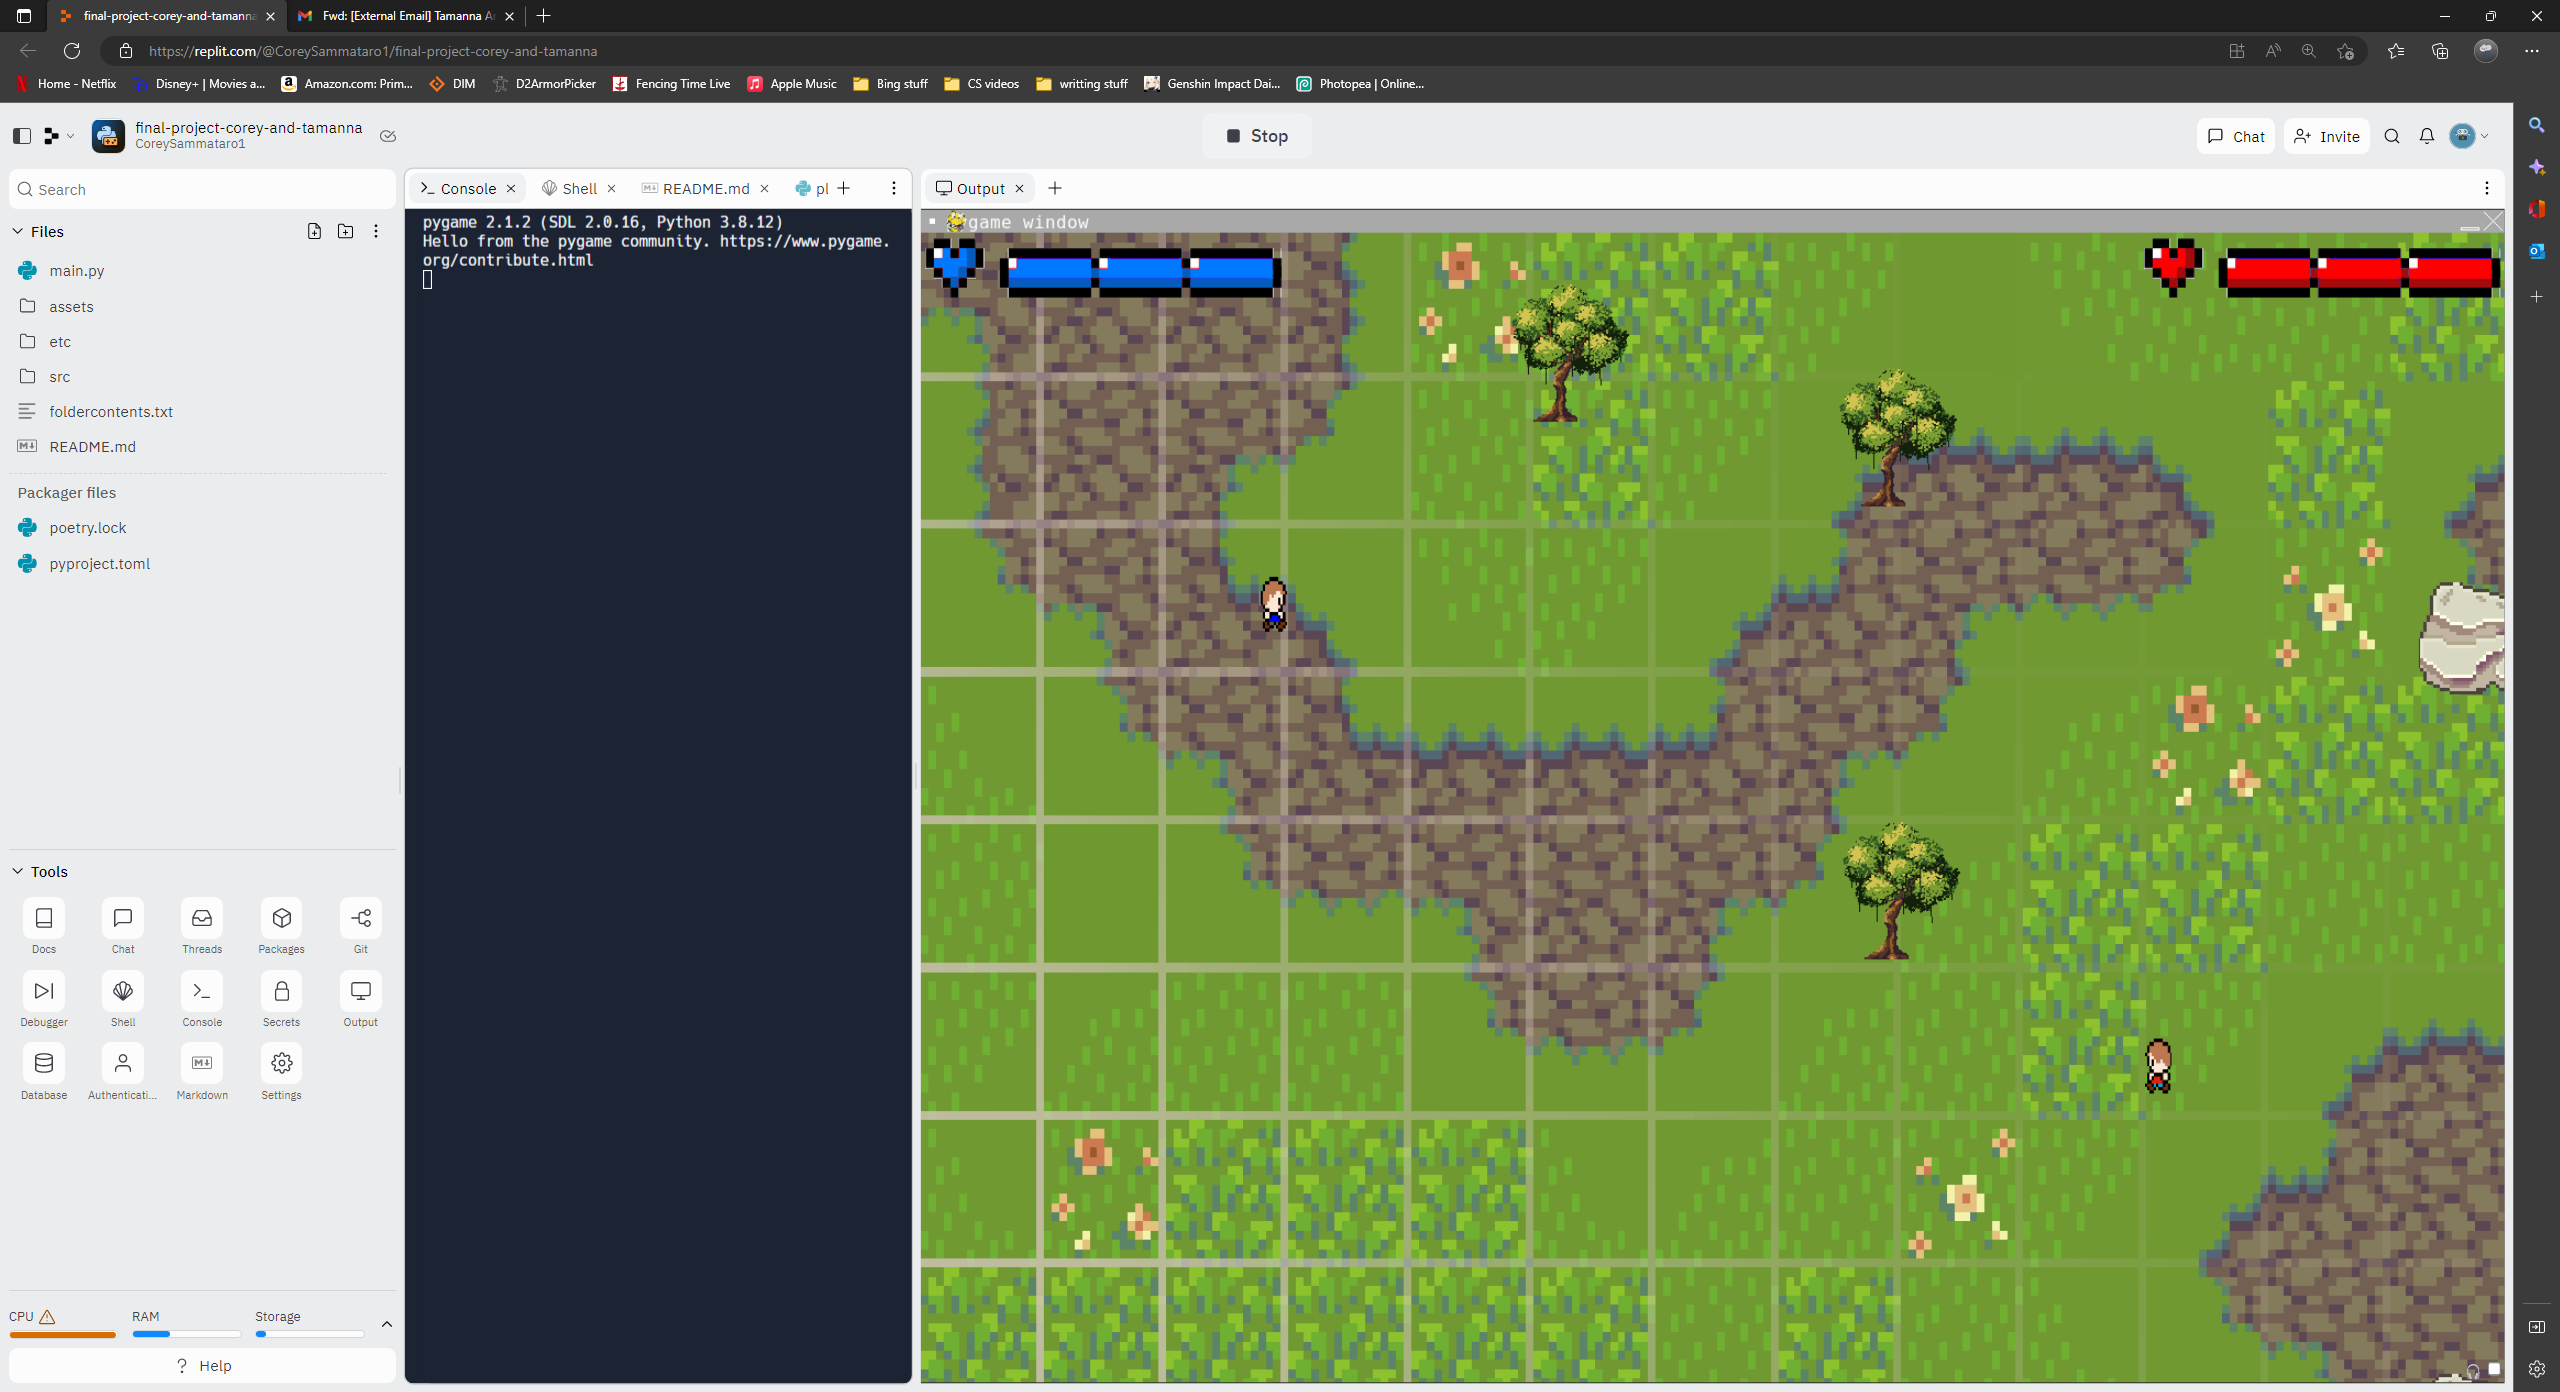 final-project-corey-and-tamanna
Fwd: [External Email] Tamanna A
https://replit.com/@CoreySammataro1/final-project-corey-and-tamanna
Home - Netflix
Disney+ | Movies a...
Amazon.com: Prim...
DIM
D2ArmorPicker
Fencing Time Live
Apple Music
Bing stuff
CS videos
writting stuff
Genshin Impact Dai...
Photopea | Online...
final-project-corey-and-tamanna
CoreySammataro1
Stop
Chat
Invite
Search
Files
main.py
assets
etc
src
foldercontents.txt
README.md
Packager files
poetry.lock
pyproject.toml
Tools
Docs
Chat
Threads
Packages
Git
Debugger
Shell
Console
Secrets
Output
Database
Authenticati...
Markdown
Settings
CPU
RAM
Storage
? Help
Console
Shell
README.md
pl
pygame 2.1.2 (SDL 2.0.16, Python 3.8.12)
Hello from the pygame community. https://www.pygame.
org/contribute.html
Output
game window